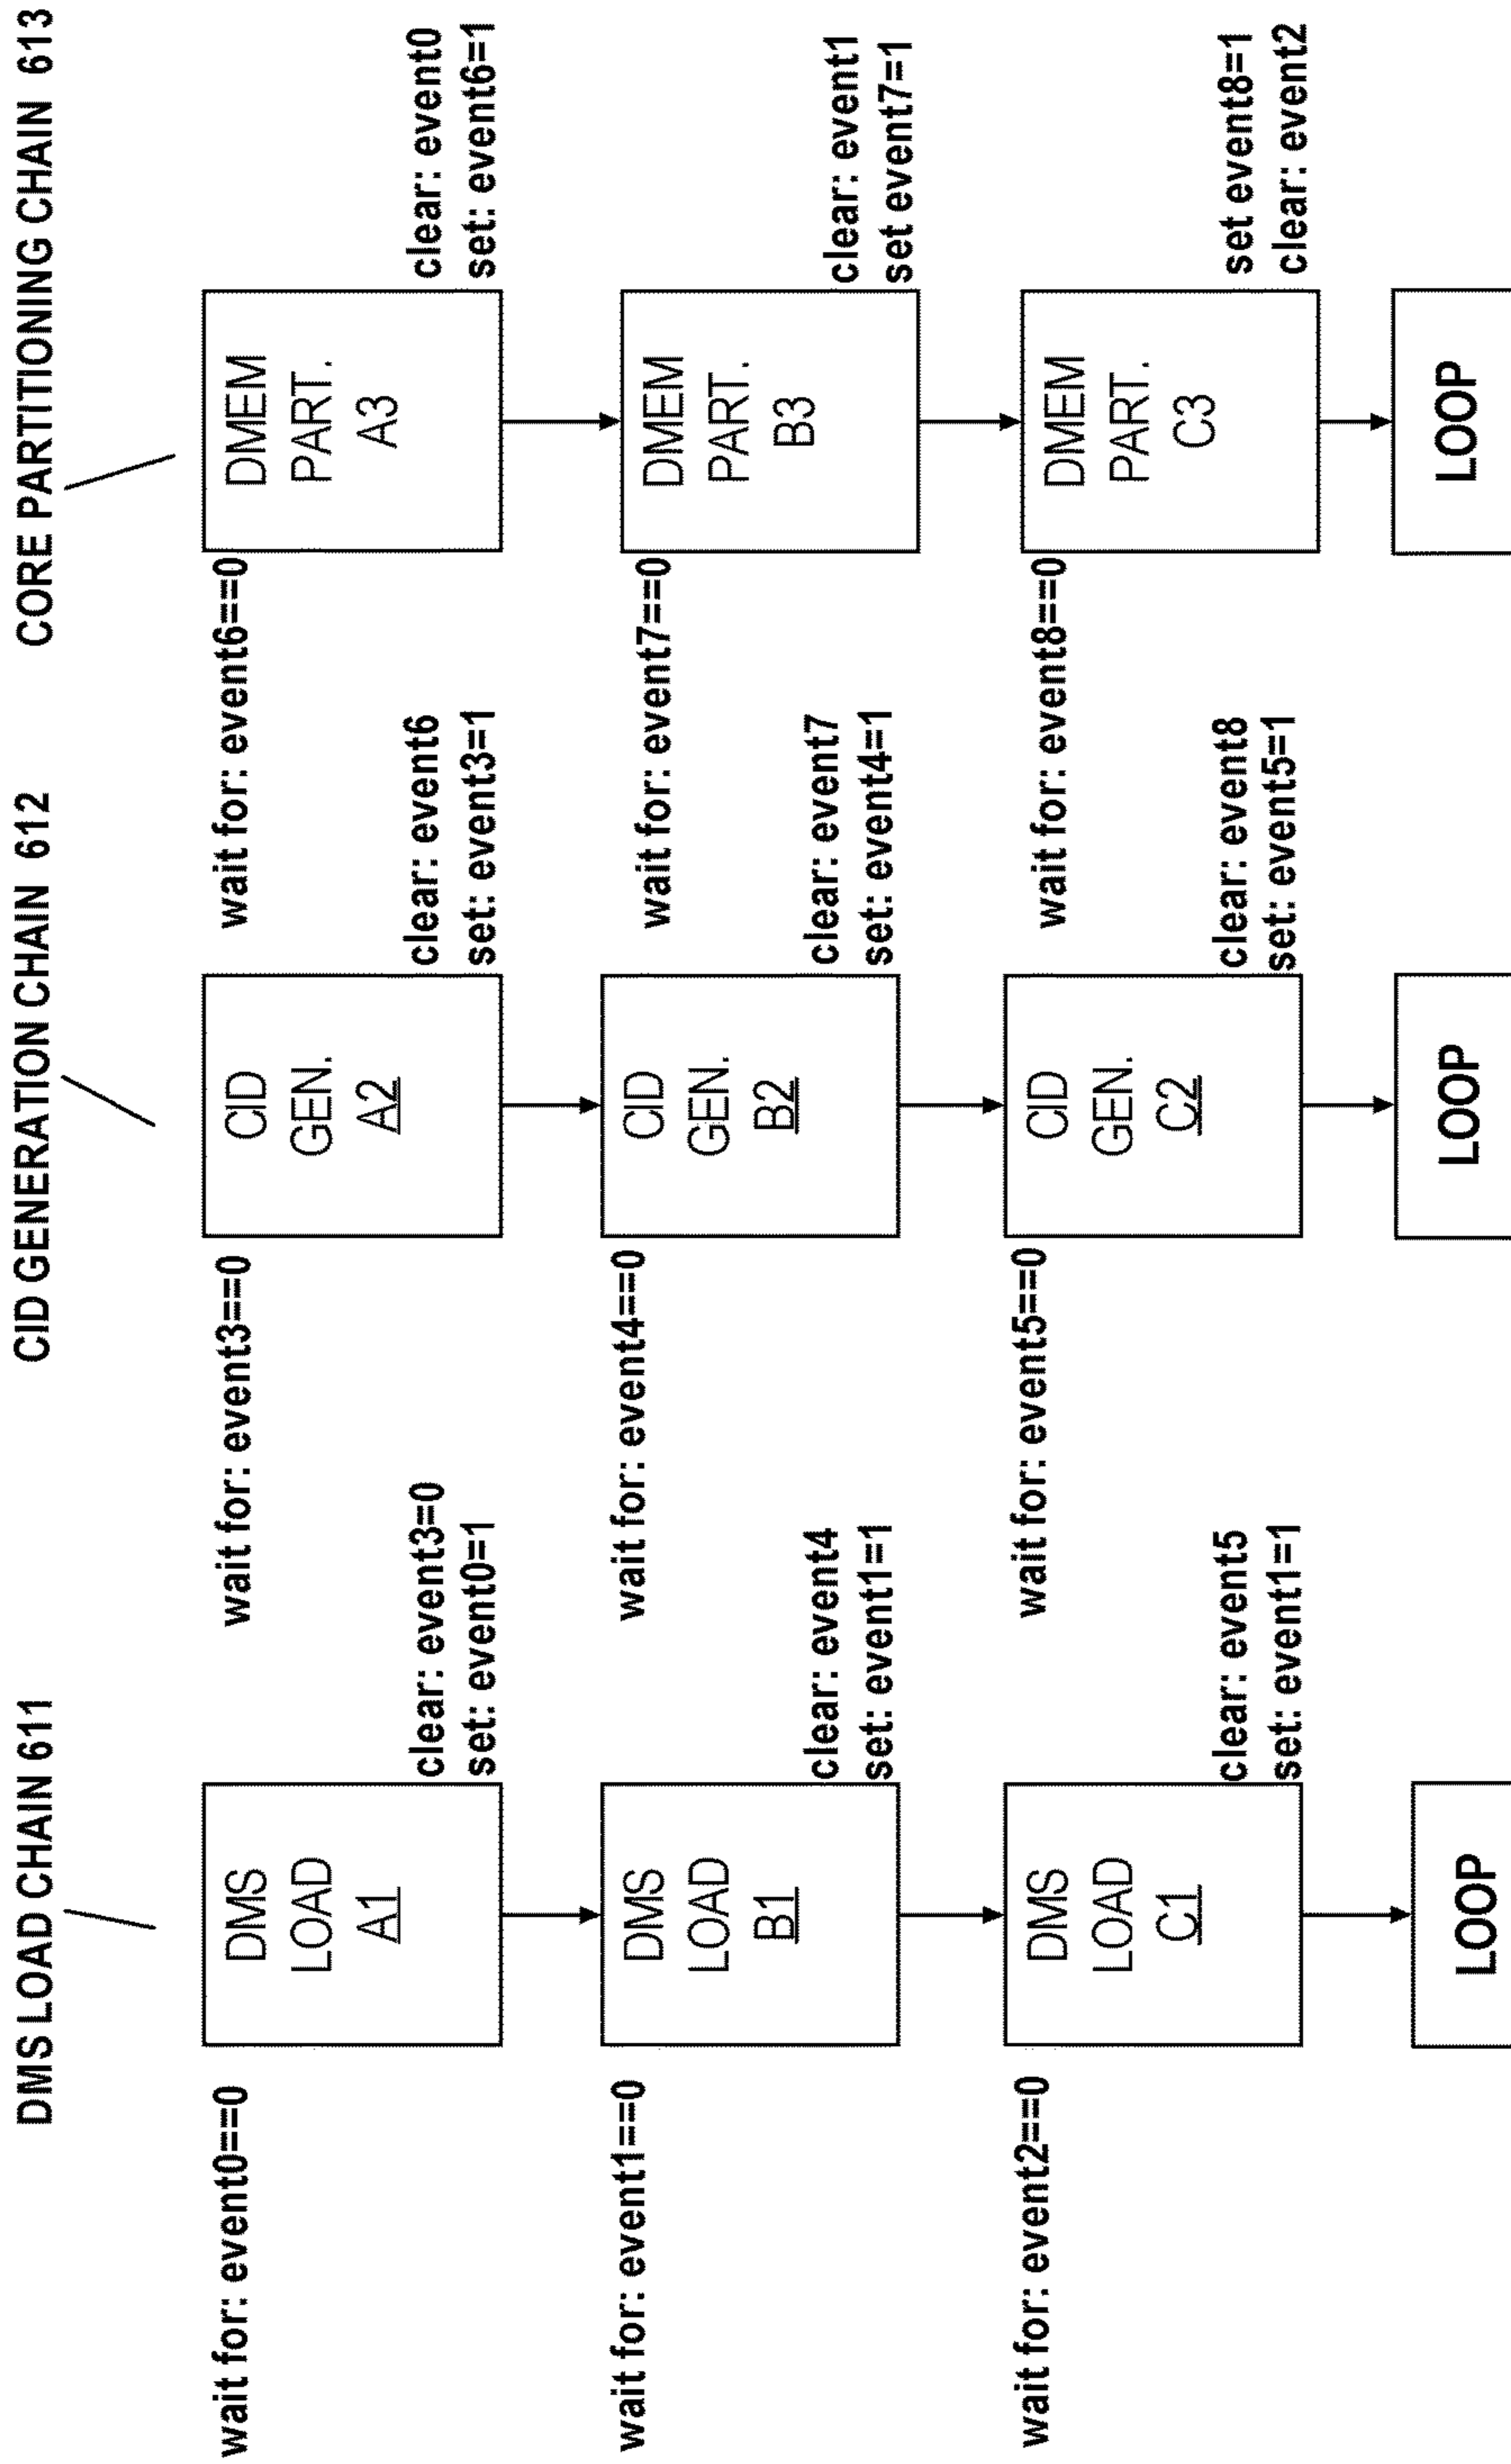 DMS LOAD CHAIN 611
wait for: event0==0
DMS
LOAD
A1
clear: event3=0
set: event0=1
wait for: event1==0
DMS
LOAD
B1
clear: event4
set: event1=1
wait for: event2==0
DMS
LOAD
C1
clear: event5
set: event1=1
LOOP
CID GENERATION CHAIN 612
wait for: event3==0
CID
GEN.
A2
clear: event6
set: event3=1
wait for: event4==0
CID
GEN.
B2
clear: event7
set: event4=1
wait for: event5==0
CID
GEN.
C2
clear: event8
set: event5=1
LOOP
CORE PARTITIONING CHAIN 613
wait for: event6==0
DMEM
PART.
A3
clear: event0
set: event6=1
wait for: event7==0
DMEM
PART.
B3
clear: event1
set event7=1
wait for: event8==0
DMEM
PART.
C3
set event8=1
clear: event2
LOOP